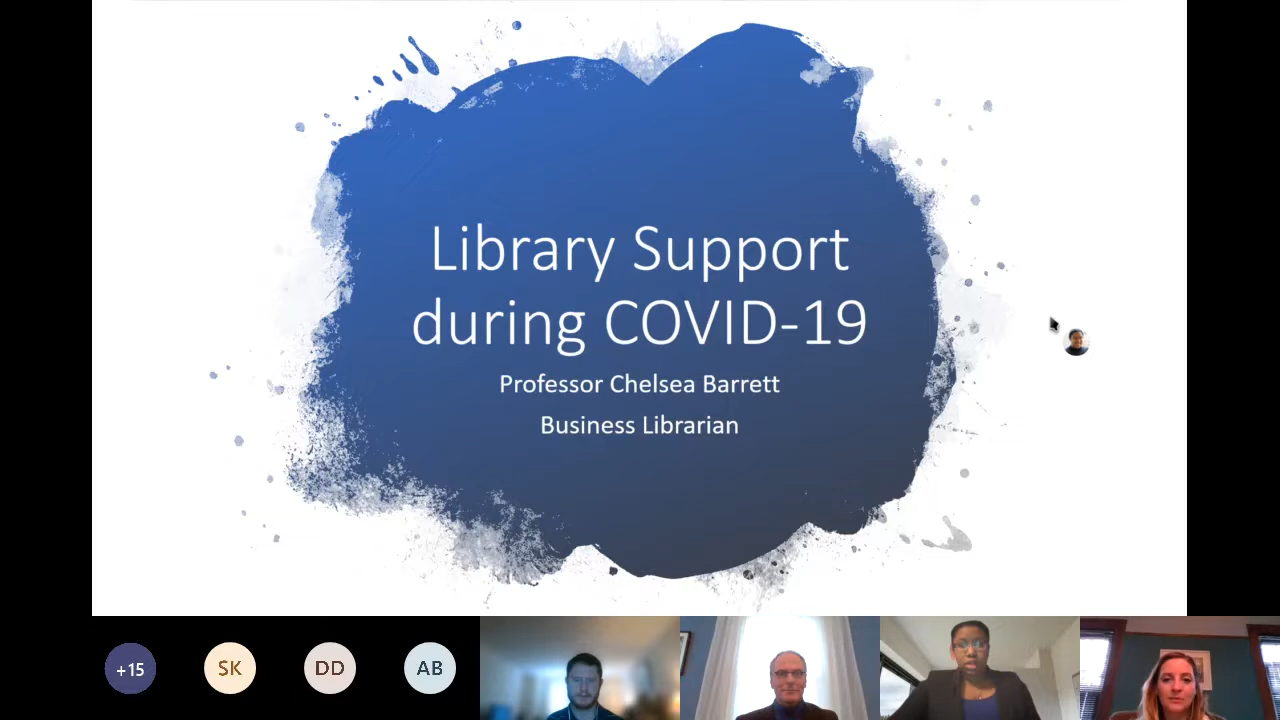 Library Support
during COVID-19
Professor Chelsea Barrett
Business Librarian
+15
SK
DD
AB